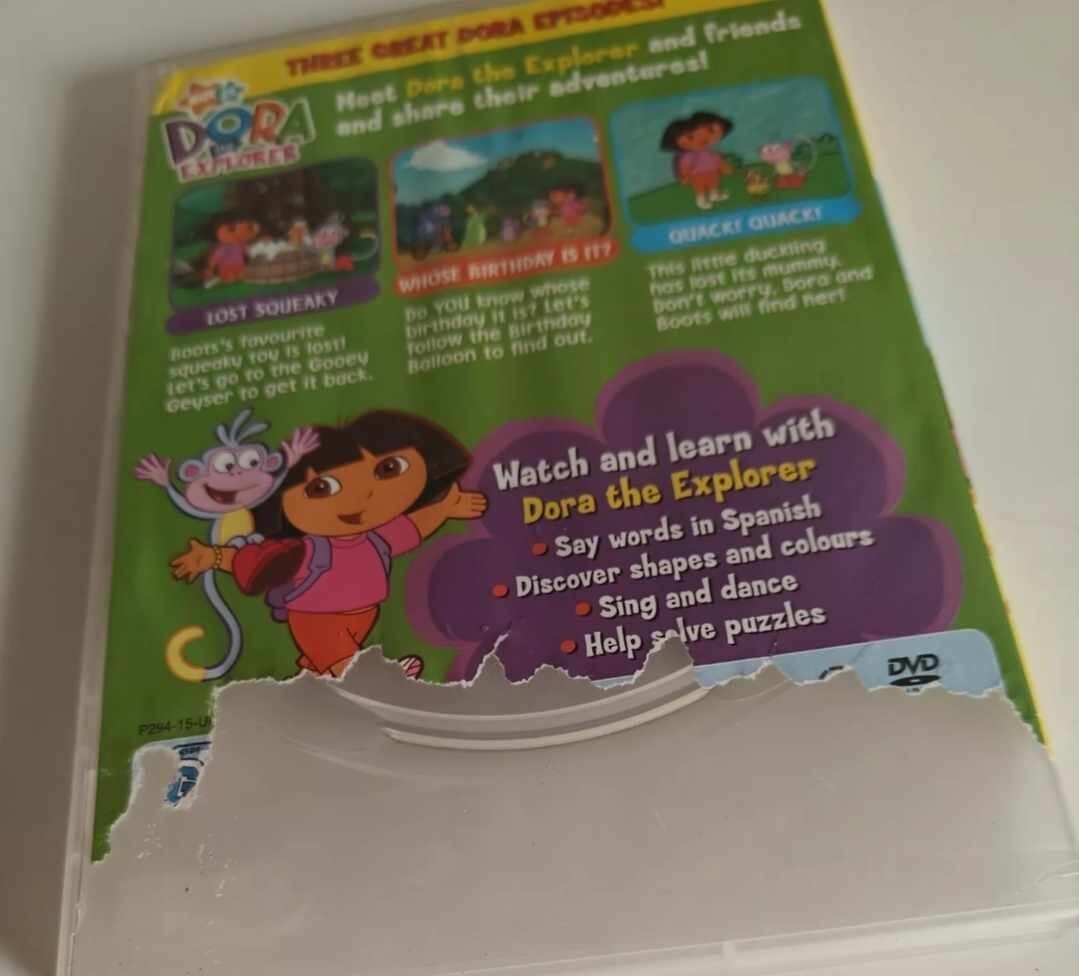 THREE GREAT DORA EPISODES!
Meet Dora the Explorer and friends
and share their adventures!
DORA
EXPLORER
LOST SQUEAKY
Boots's favourite
squeaky toy is lost!
Let's go to the Gooey
Geyser to get it back.
WHOSE BIRTHDAY IS IT?
Do you know whose
birthday it is? Let's
follow the Birthday
Balloon to find out.
QUACK! QUACK!
This little duckling
has lost its mummy.
Don't worry, Dora and
Boots will find her!
Watch and learn with
Dora the Explorer
• Say words in Spanish
• Discover shapes and colours
• Sing and dance
• Help solve puzzles
DVD
P294-15-U